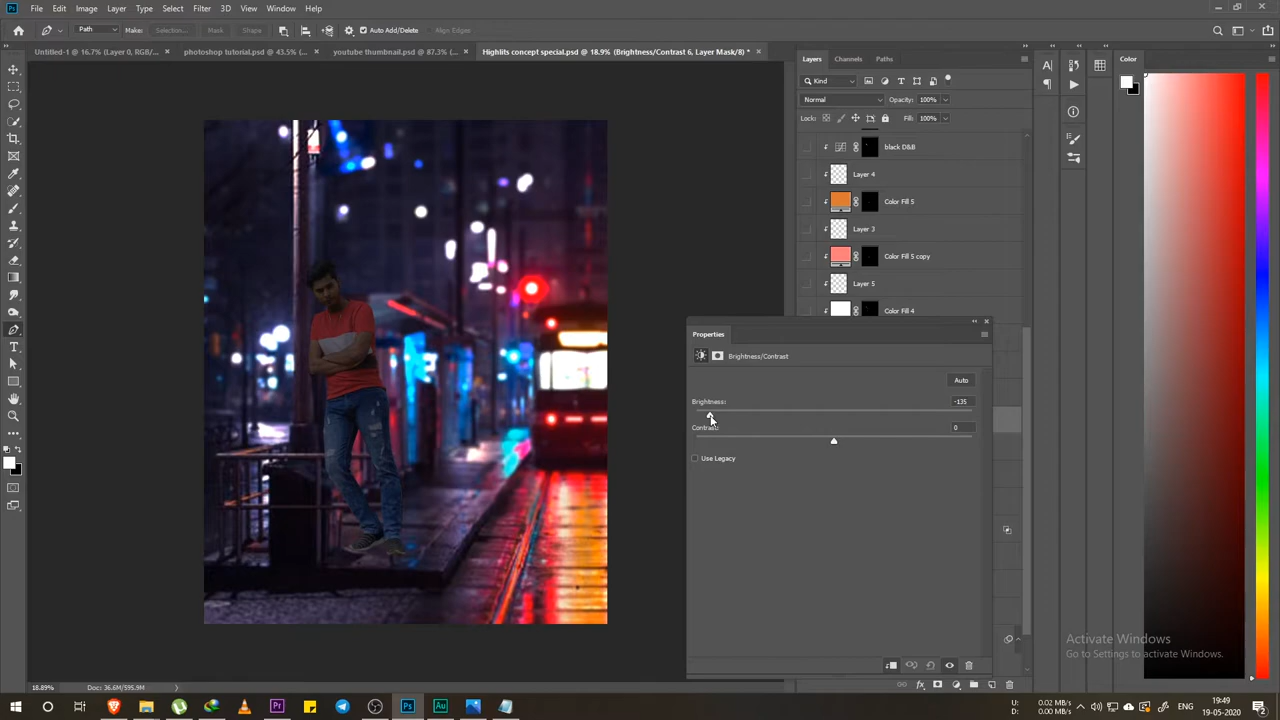 Ps File Edit Image Layer Type Select Filter 3D View Window Help
Path Make: Selection... Mask Shape Auto Add/Delete Align Edges
Untitled-1 @ 16.7% (Layer 0, RGB/... × photoshop tutorial.psd @ 43.5% (... × youtube thumbnail.psd @ 87.3% (... × Highlits concept special.psd @ 18.9% (Brightness/Contrast 6, Layer Mask/8) * ×
Layers Channels Paths
Color
Kind
Normal Opacity: 100%
Lock: Fill: 100%
black D&B
Layer 4
Color Fill 5
Layer 3
Color Fill 5 copy
Layer 5
Color Fill 4
Properties
Brightness/Contrast
Auto
Brightness: -135
Contrast: 0
Use Legacy
Activate Windows
Go to Settings to activate Windows.
18.89% Doc: 36.6M/595.9M
Pr Ps Au
U: 0.02 MB/s
D: 0.00 MB/s
19:49
19-05-2020
2